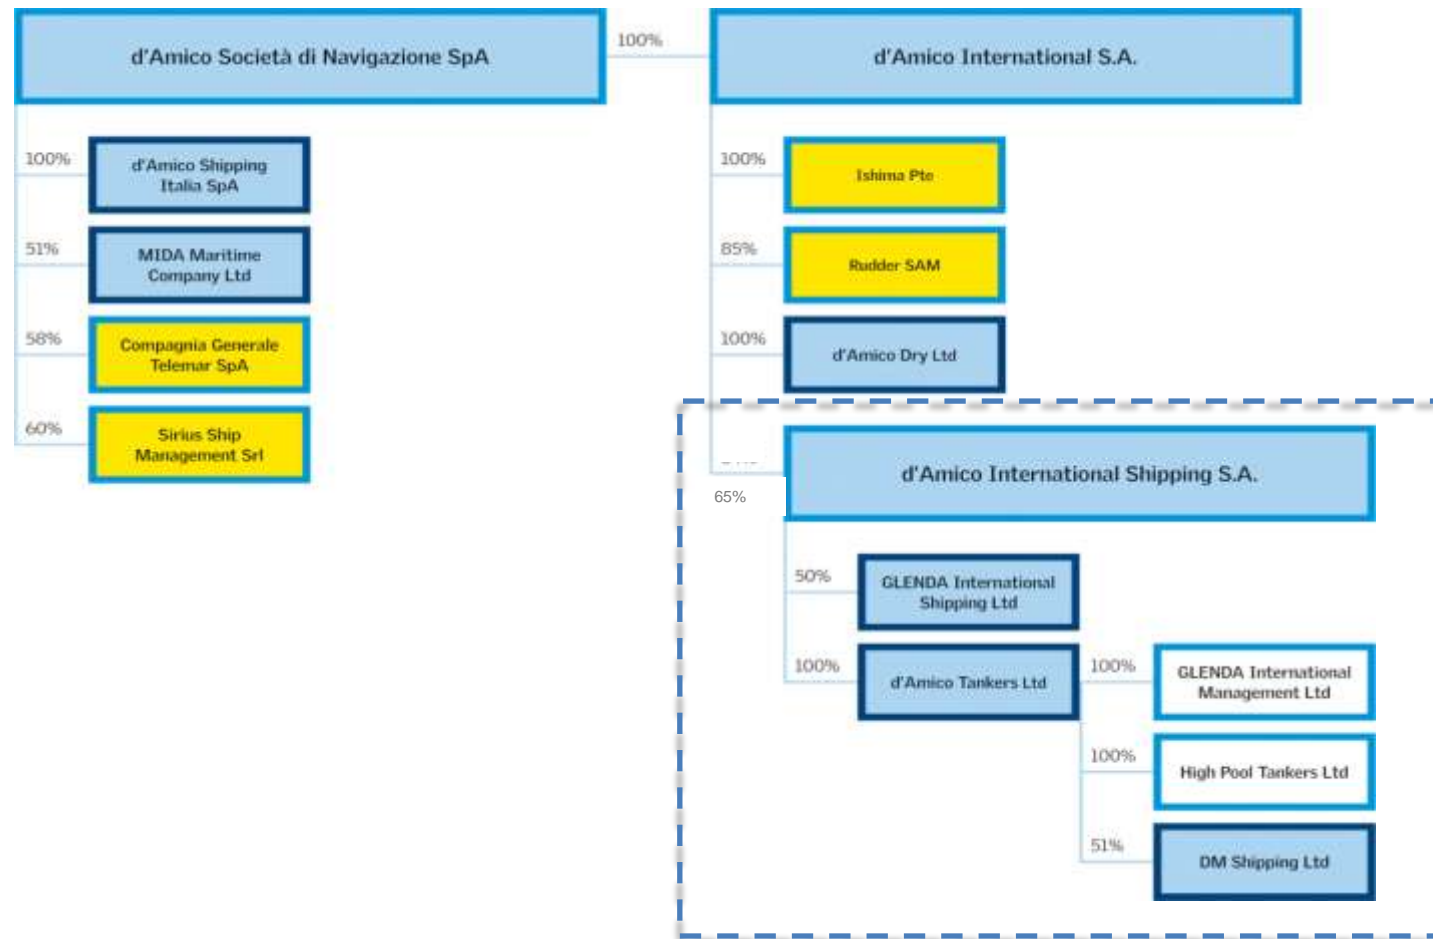 d'Amico Società di Navigazione SpA
100%
d'Amico International S.A.
100%
d'Amico Shipping
Italia SpA
51%
MIDA Maritime
Company Ltd
58%
Compagnia Generale
Telemar SpA
60%
Sirius Ship
Management Srl
100%
Ishima Pte
85%
Rudder SAM
100%
d'Amico Dry Ltd
65%
d'Amico International Shipping S.A.
50%
GLENDA International
Shipping Ltd
100%
d'Amico Tankers Ltd
100%
GLENDA International
Management Ltd
100%
High Pool Tankers Ltd
51%
DM Shipping Ltd